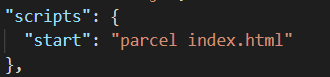 "scripts": {
"start": "parcel index.html"
},